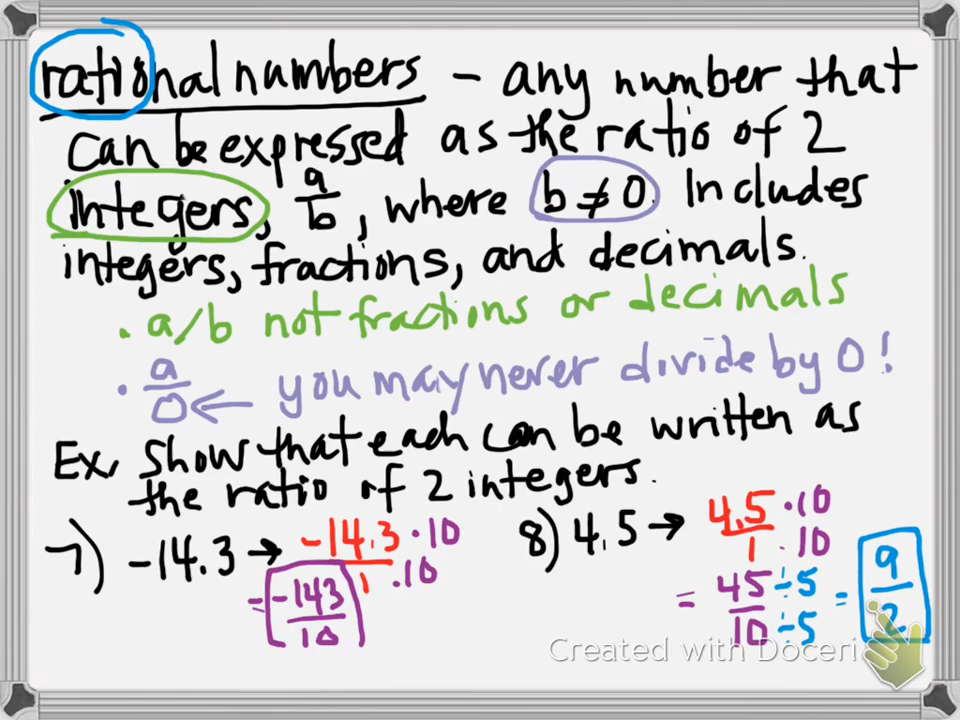 rational numbers - any number that
can be expressed as the ratio of 2
integers, a/b, where b ≠ 0. Includes
integers, fractions, and decimals.
• a/b not fractions or decimals
• a/0 ← you may never divide by 0!
Ex. Show that each can be written as
the ratio of 2 integers.
7) -14.3 → -14.3/1 · 10/10
= -143/10
8) 4.5 → 4.5/1 · 10/10
= 45/10 ÷5/÷5 = 9/2
Created with Doceri